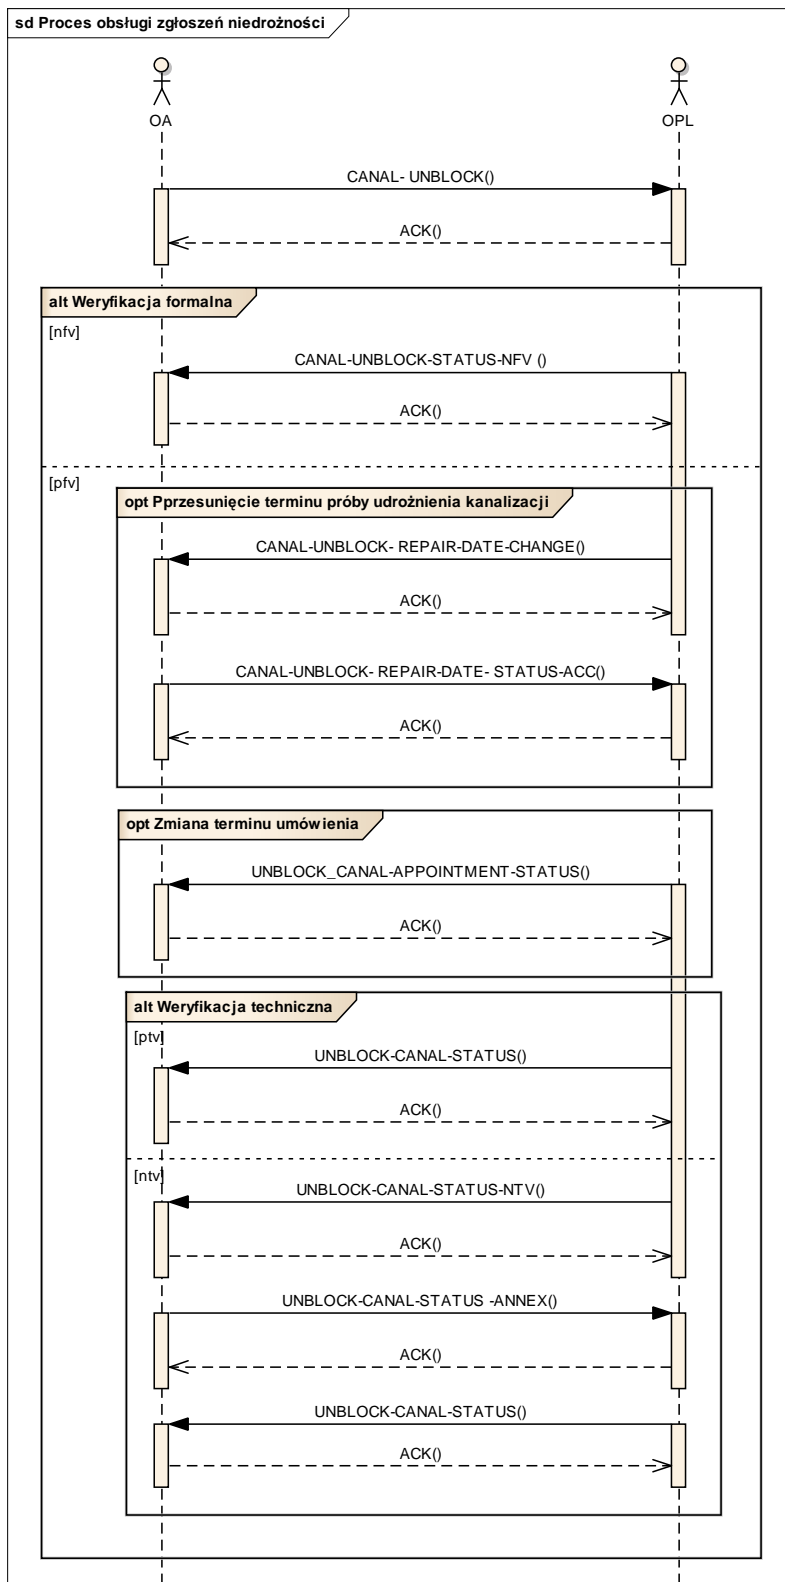 sd Proces obsługi zgłoszeń niedrożności
OA
OPL
CANAL- UNBLOCK()
ACK()
alt Weryfikacja formalna
[nfv]
CANAL-UNBLOCK-STATUS-NFV ()
ACK()
[pfv]
opt Pprzesunięcie terminu próby udrożnienia kanalizacji
CANAL-UNBLOCK- REPAIR-DATE-CHANGE()
ACK()
CANAL-UNBLOCK- REPAIR-DATE- STATUS-ACC()
ACK()
opt Zmiana terminu umówienia
UNBLOCK_CANAL-APPOINTMENT-STATUS()
ACK()
alt Weryfikacja techniczna
[ptv]
UNBLOCK-CANAL-STATUS()
ACK()
[ntv]
UNBLOCK-CANAL-STATUS-NTV()
ACK()
UNBLOCK-CANAL-STATUS -ANNEX()
ACK()
UNBLOCK-CANAL-STATUS()
ACK()